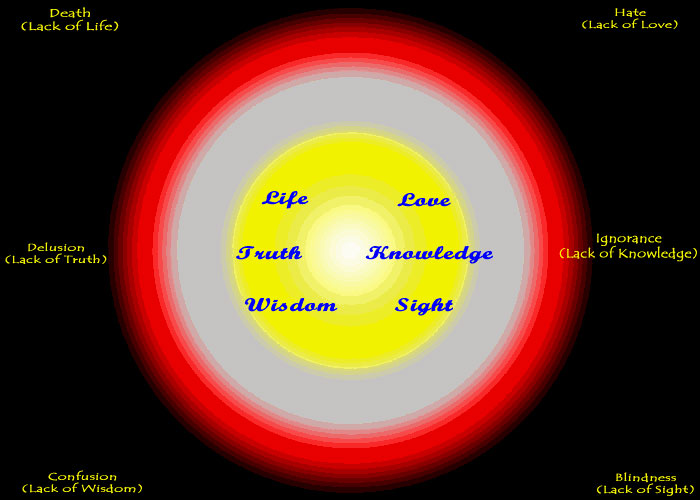 Death
(Lack of Life)
Hate
(Lack of Love)
Life
Love
Delusion
(Lack of Truth)
Truth
Knowledge
Ignorance
(Lack of Knowledge)
Wisdom
Sight
Confusion
(Lack of Wisdom)
Blindness
(Lack of Sight)